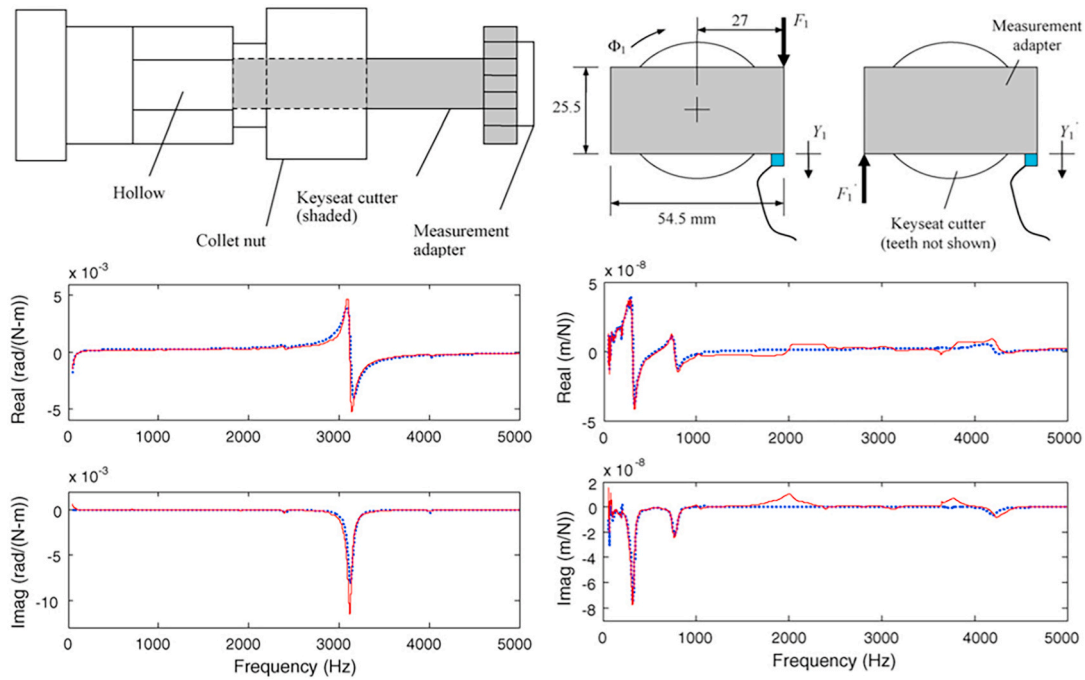 Hollow
Collet nut
Keyseat cutter
(shaded)
Measurement
adapter
Φ1
27
F1
25.5
Y1
54.5 mm
Measurement
adapter
Y1'
F1'
Keyseat cutter
(teeth not shown)
x 10-3
5
0
-5
Real (rad/(N-m))
0 1000 2000 3000 4000 5000
x 10-8
5
0
-5
Real (m/N))
0 1000 2000 3000 4000 5000
x 10-3
0
-5
-10
Imag (rad/(N-m))
0 1000 2000 3000 4000 5000
Frequency (Hz)
x 10-8
2
0
-2
-4
-6
-8
Imag (m/N))
0 1000 2000 3000 4000 5000
Frequency (Hz)